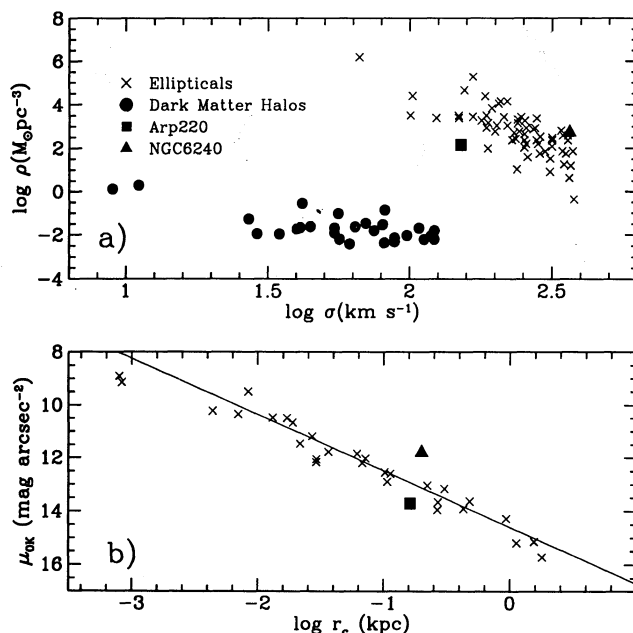 6
4
2
0
−2
−4
log ρ(M⊙pc⁻³)
× Ellipticals
● Dark Matter Halos
■ Arp220
▲ NGC6240
a)
1 1.5 2 2.5
log σ(km s⁻¹)
8
10
12
14
16
μ0K (mag arcsec⁻²)
b)
−3 −2 −1 0
log rc (kpc)